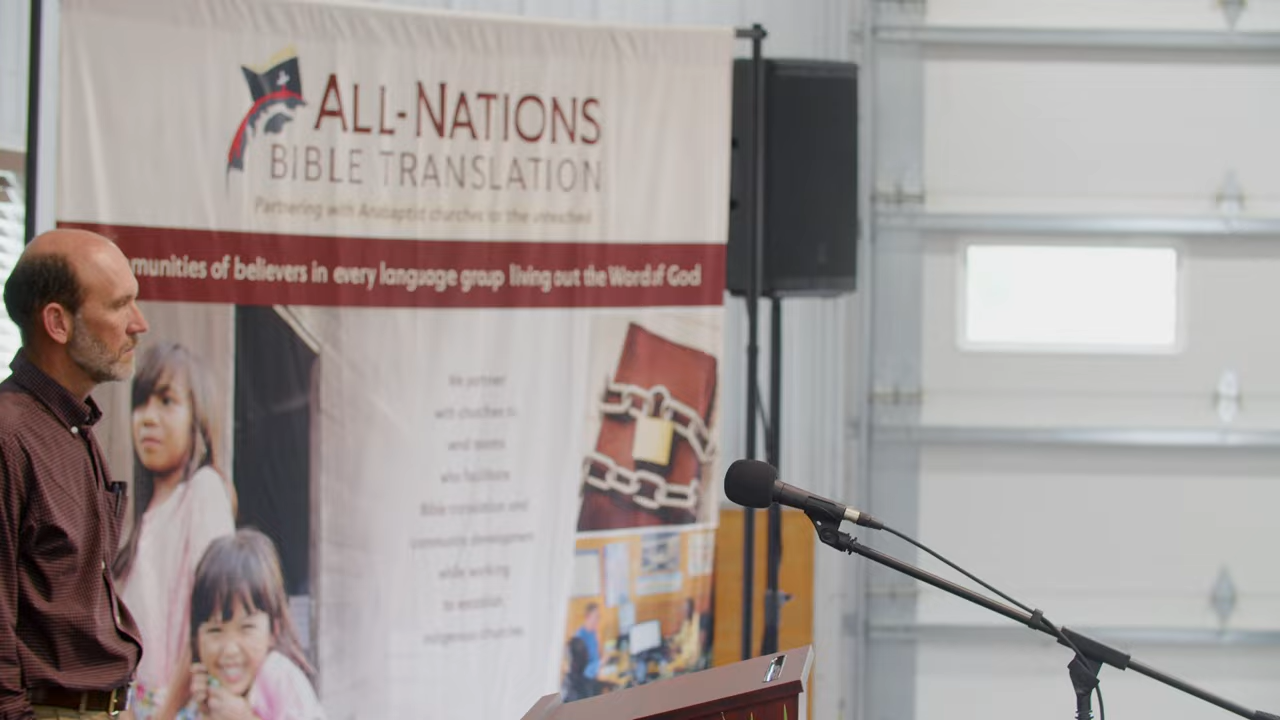 ALL-NATIONS
BIBLE TRANSLATION
Partnering with Anabaptist churches for the unreached
munities of believers in every language group living out the Word of God
We partner
with churches
and teams
who facilitate
Bible translation and
community development
while working
to establish
indigenous churches